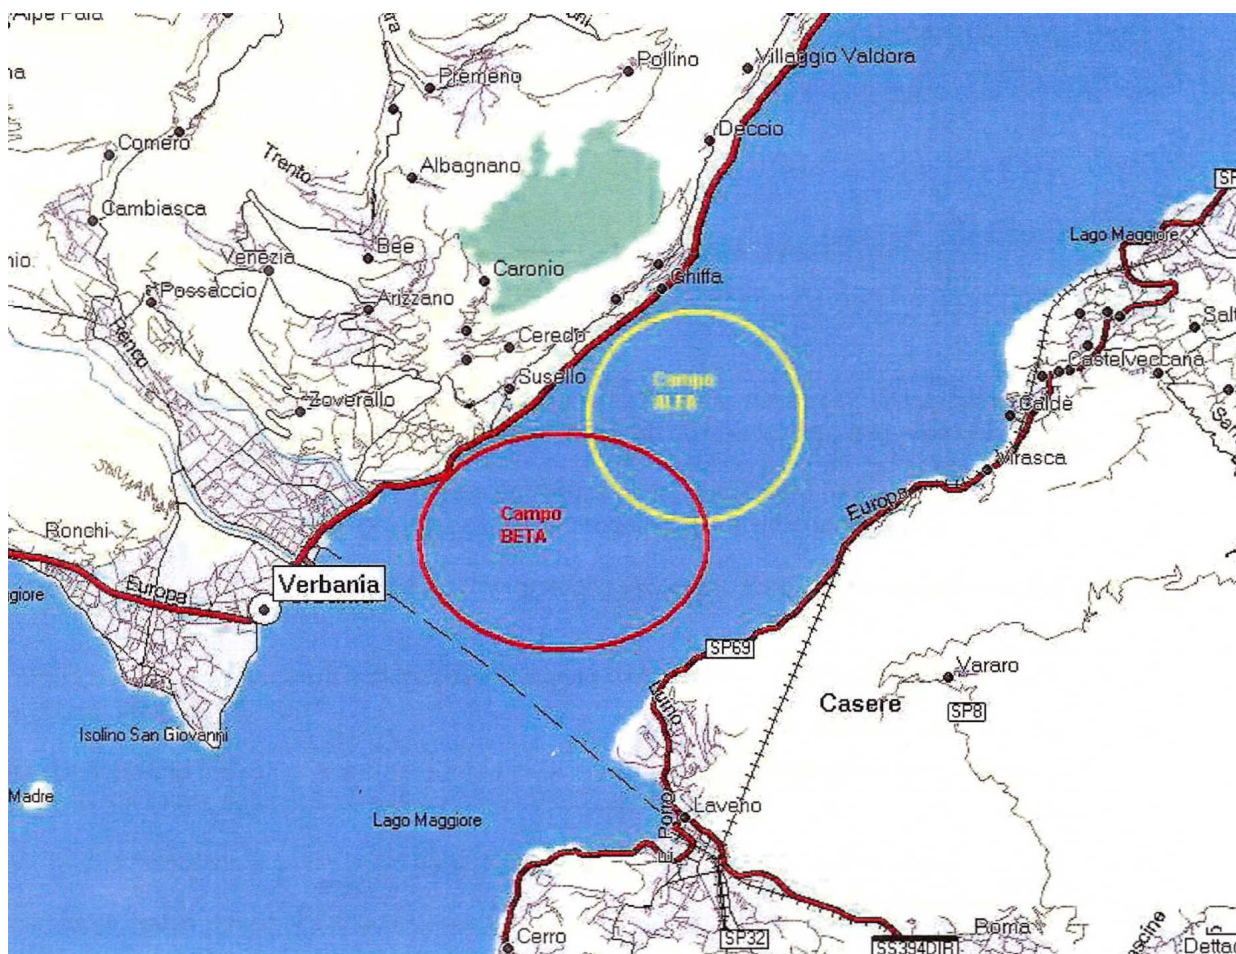 Alpe Pala
Pollino
Villaggio Valdora
Premeno
Deccio
Comero
Trento
Albagnano
Cambiasca
Bee
Venezia
Caronio
Ghiffa
Lago Maggiore
Possaccio
Arizzano
Renco
Ceredo
Susello
Campo
ALFA
Castelveccana
Zoverallo
Caldè
Virasca
Europa
Campo
BETA
Ronchi
Europa
Verbania
SP69
Vararo
Casere
SP8
Luino
Isolino San Giovanni
Madre
Lago Maggiore
Laveno
E. Porro
Cerro
SP32
Roma
SS394DIR